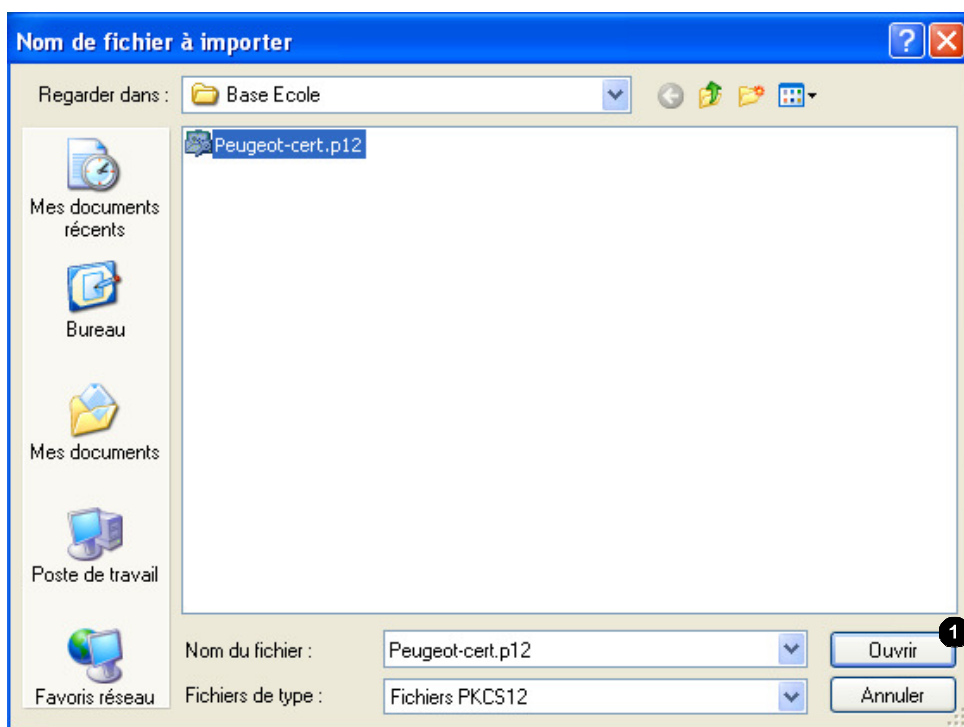 Nom de fichier à importer
Regarder dans :
Base Ecole
Peugeot-cert.p12
Mes documents
récents
Bureau
Mes documents
Poste de travail
Favoris réseau
Nom du fichier :
Peugeot-cert.p12
Ouvrir
1
Fichiers de type :
Fichiers PKCS12
Annuler